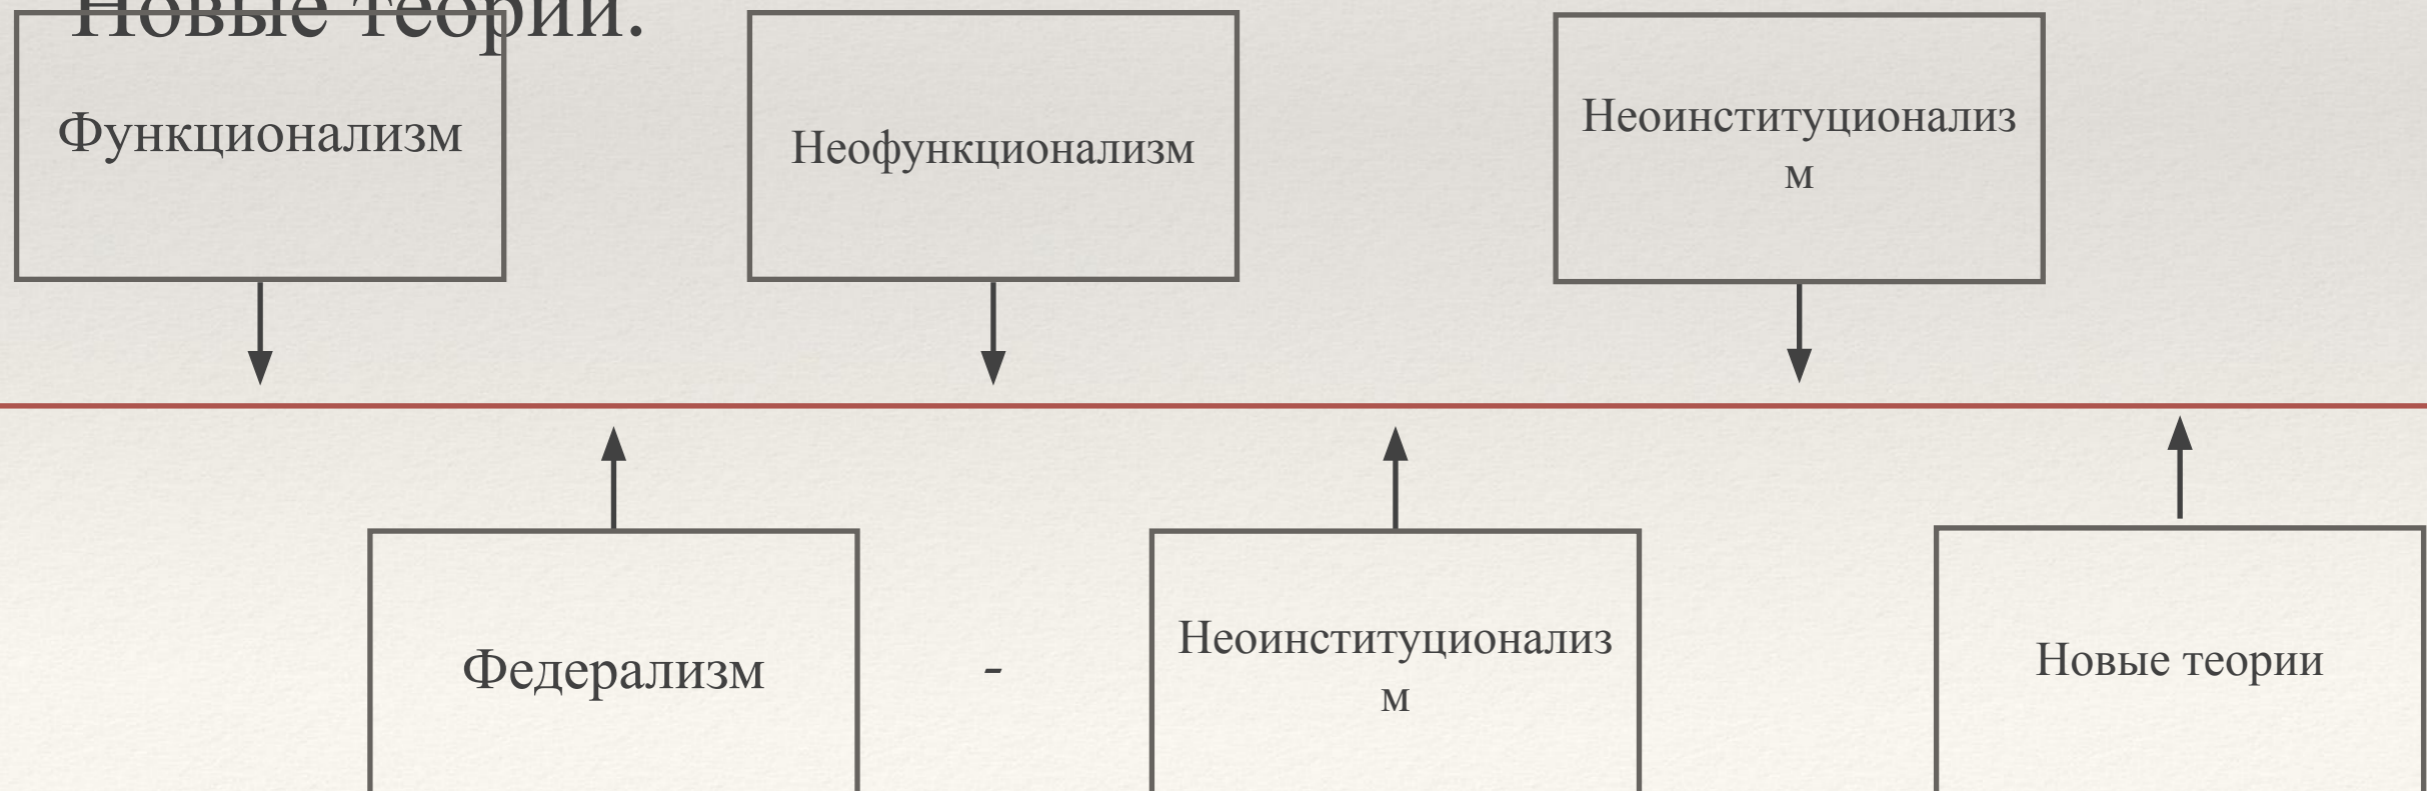 Новые теории.
Функционализм
Неофункционализм
Неоинституционализ
м
Федерализм
-
Неоинституционализ
м
Новые теории